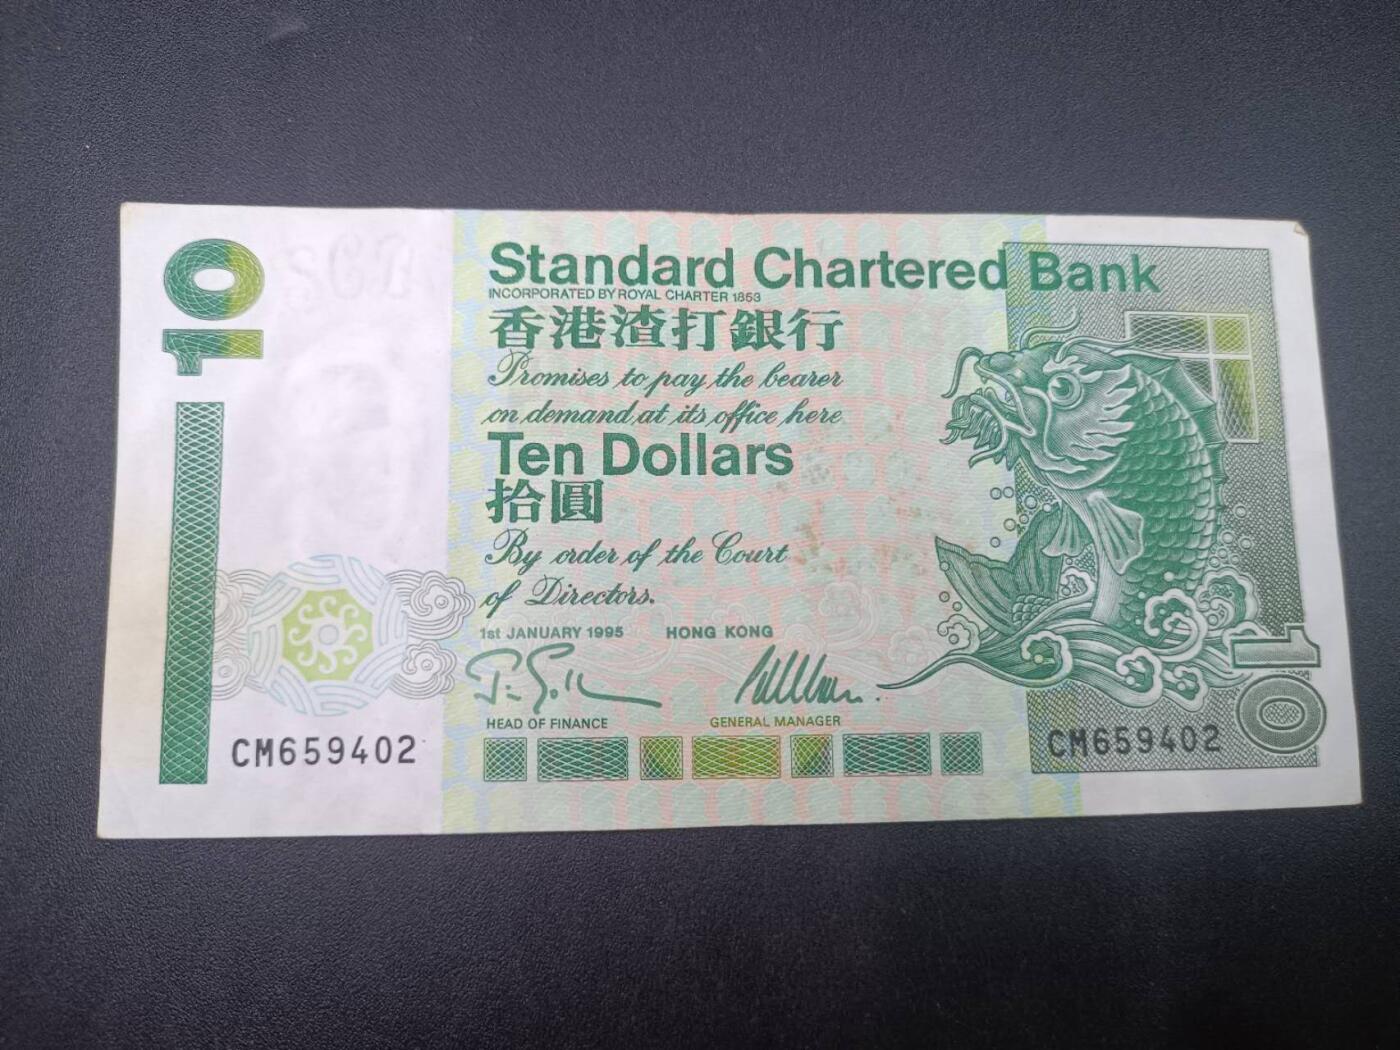 10
Standard Chartered Bank
INCORPORATED BY ROYAL CHARTER 1853
香港渣打銀行
Promises to pay the bearer
on demand at its office here
Ten Dollars
拾圓
By order of the Court
of Directors.
1st JANUARY 1995 HONG KONG
HEAD OF FINANCE GENERAL MANAGER
CM659402 CM659402
10